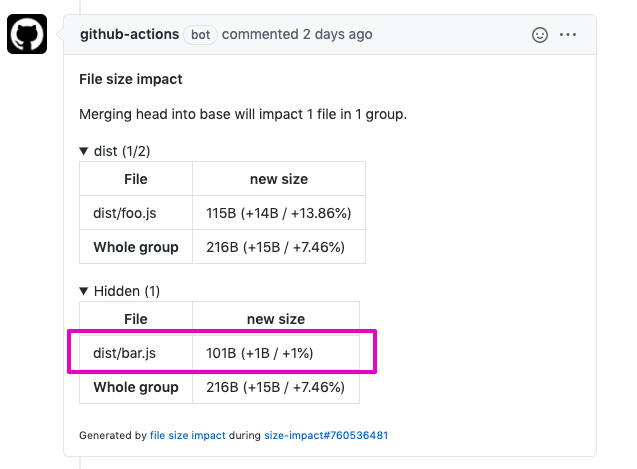 github-actions bot commented 2 days ago
File size impact
Merging head into base will impact 1 file in 1 group.
▼ dist (1/2)
File new size
dist/foo.js 115B (+14B / +13.86%)
Whole group 216B (+15B / +7.46%)
▼ Hidden (1)
File new size
dist/bar.js 101B (+1B / +1%)
Whole group 216B (+15B / +7.46%)
Generated by file size impact during size-impact#760536481